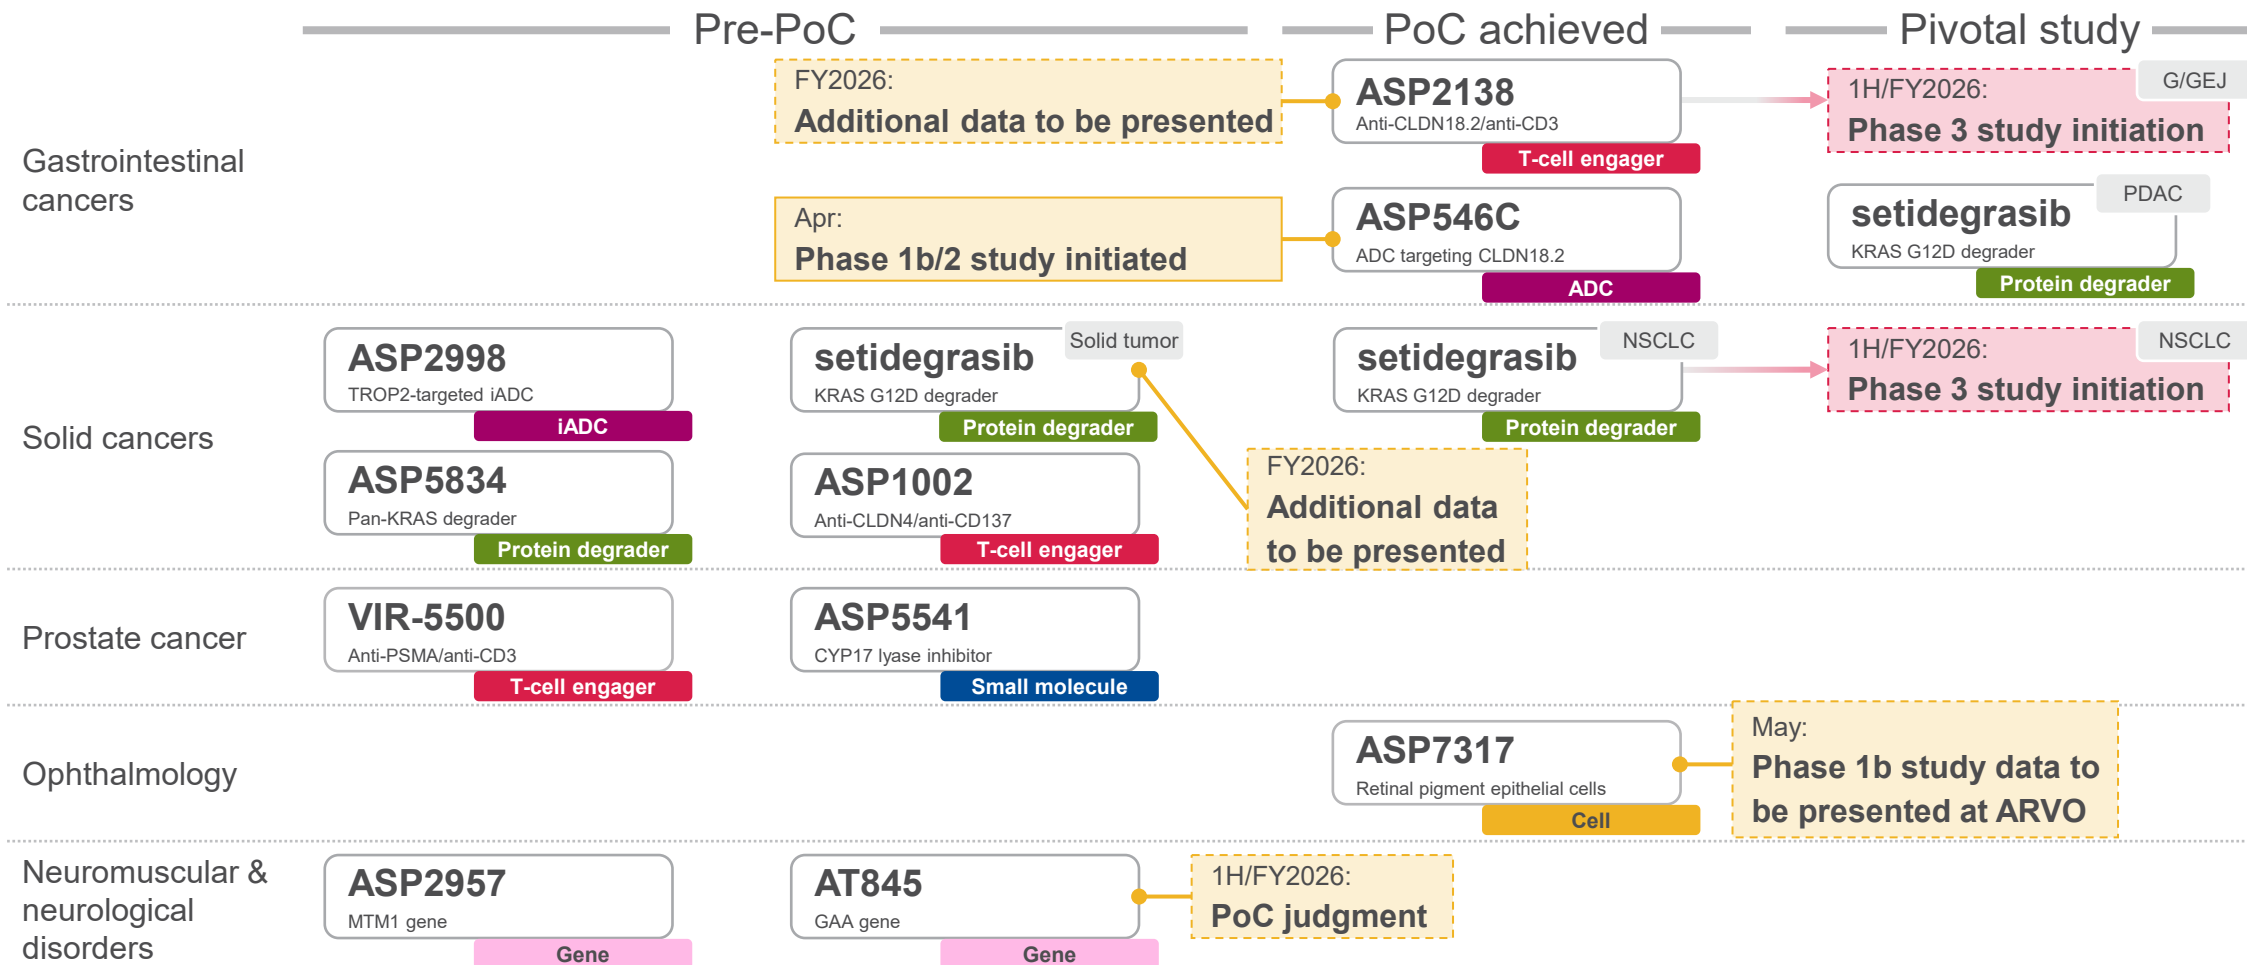 Pre-PoC
PoC achieved
Pivotal study
Gastrointestinal
cancers
FY2026:
Additional data to be presented
ASP2138
Anti-CLDN18.2/anti-CD3
T-cell engager
G/GEJ
1H/FY2026:
Phase 3 study initiation
Apr:
Phase 1b/2 study initiated
ASP546C
ADC targeting CLDN18.2
ADC
PDAC
setidegrasib
KRAS G12D degrader
Protein degrader
Solid cancers
ASP2998
TROP2-targeted iADC
iADC
Solid tumor
setidegrasib
KRAS G12D degrader
Protein degrader
NSCLC
setidegrasib
KRAS G12D degrader
Protein degrader
NSCLC
1H/FY2026:
Phase 3 study initiation
ASP5834
Pan-KRAS degrader
Protein degrader
ASP1002
Anti-CLDN4/anti-CD137
T-cell engager
FY2026:
Additional data
to be presented
Prostate cancer
VIR-5500
Anti-PSMA/anti-CD3
T-cell engager
ASP5541
CYP17 lyase inhibitor
Small molecule
Ophthalmology
ASP7317
Retinal pigment epithelial cells
Cell
May:
Phase 1b study data to
be presented at ARVO
Neuromuscular &
neurological
disorders
ASP2957
MTM1 gene
Gene
AT845
GAA gene
Gene
1H/FY2026:
PoC judgment